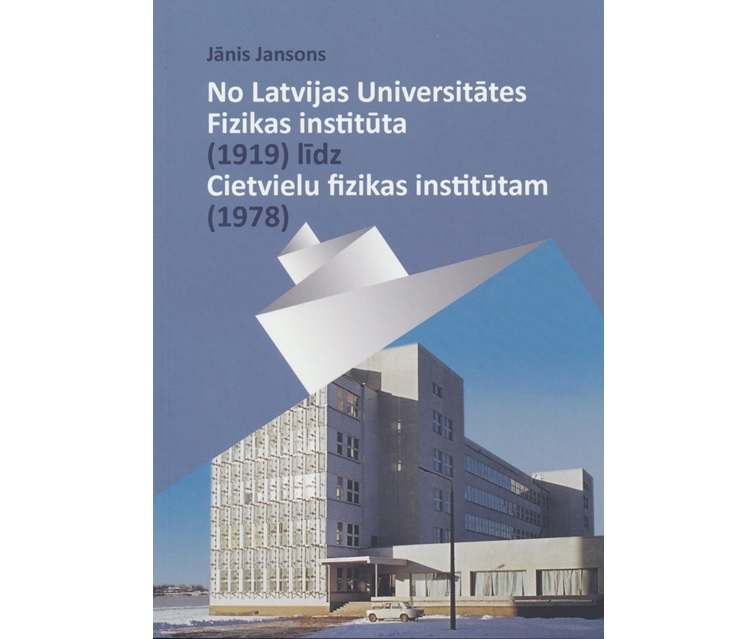 Jānis Jansons
No Latvijas Universitātes
Fizikas institūta
(1919) līdz
Cietvielu fizikas institūtam
(1978)